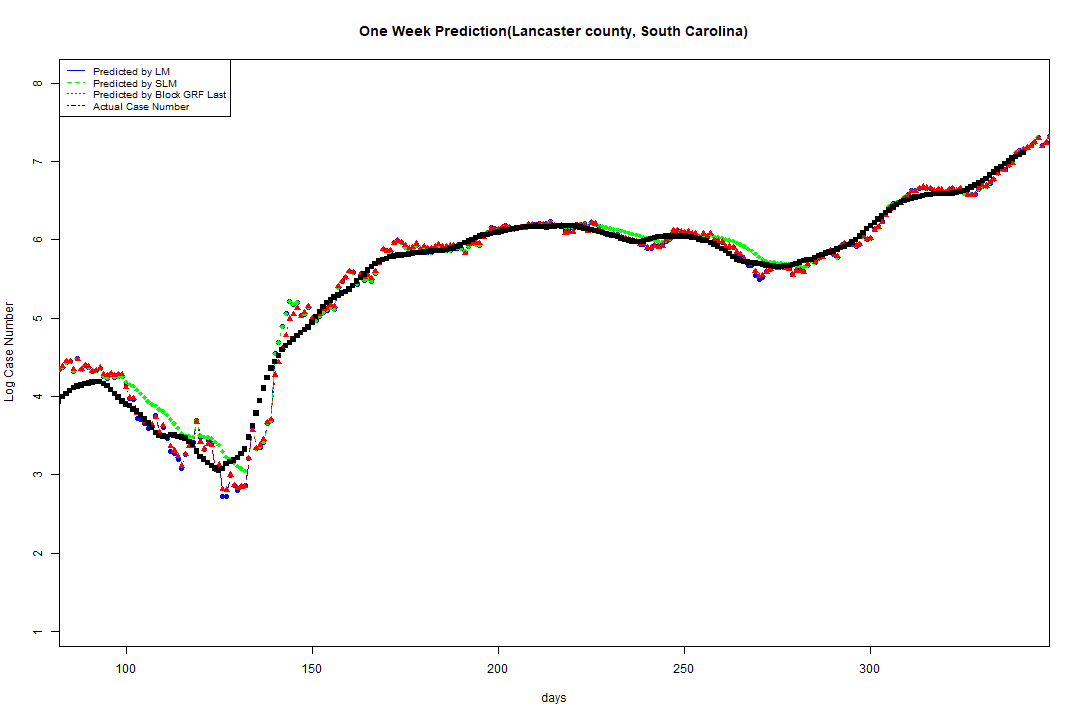 One Week Prediction(Lancaster county, South Carolina)
Predicted by LM
Predicted by SLM
Predicted by Block GRF Last
Actual Case Number
8
7
6
5
4
3
2
1
Log Case Number
100 150 200 250 300
days